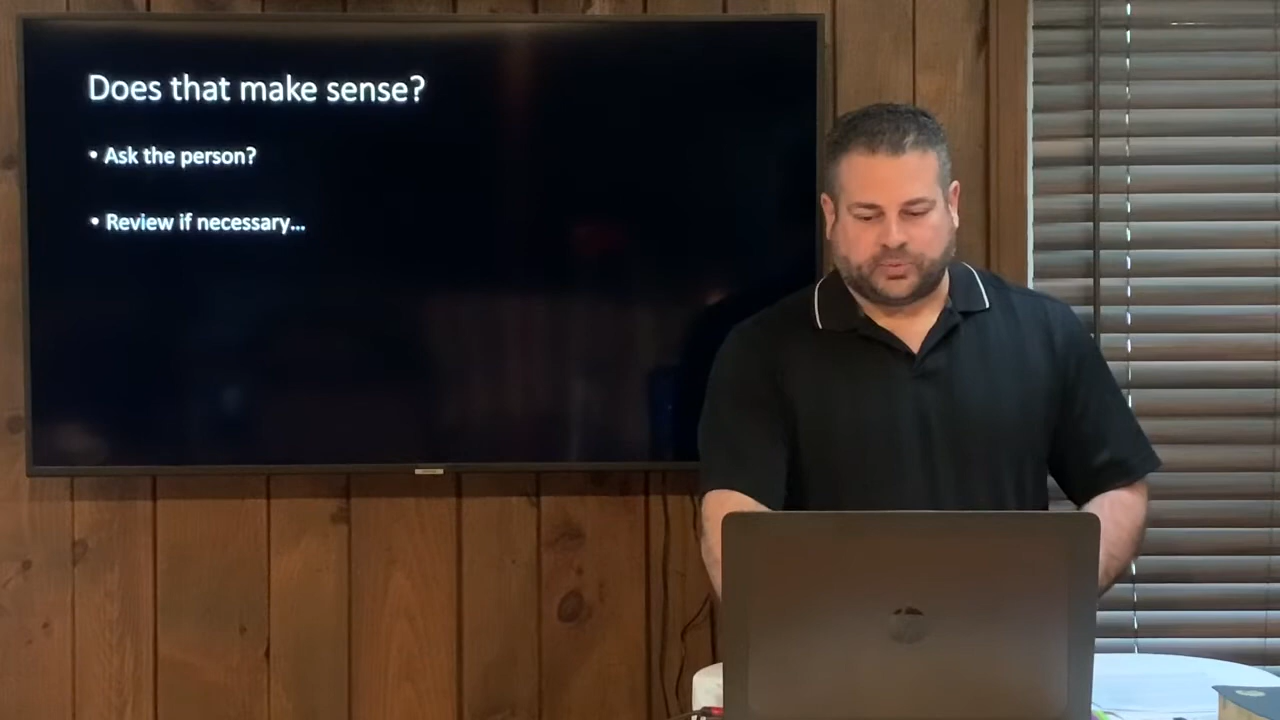 Does that make sense?
• Ask the person?
• Review if necessary...